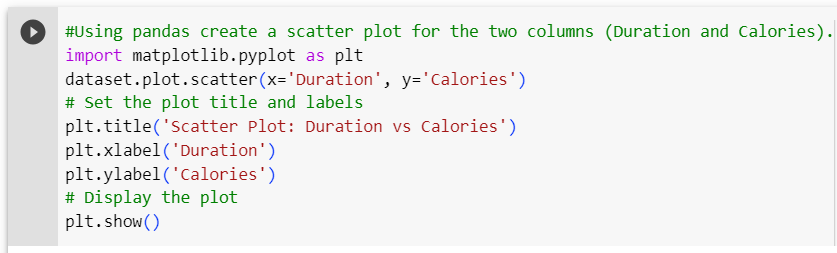 #Using pandas create a scatter plot for the two columns (Duration and Calories).
import matplotlib.pyplot as plt
dataset.plot.scatter(x='Duration', y='Calories')
# Set the plot title and labels
plt.title('Scatter Plot: Duration vs Calories')
plt.xlabel('Duration')
plt.ylabel('Calories')
# Display the plot
plt.show()